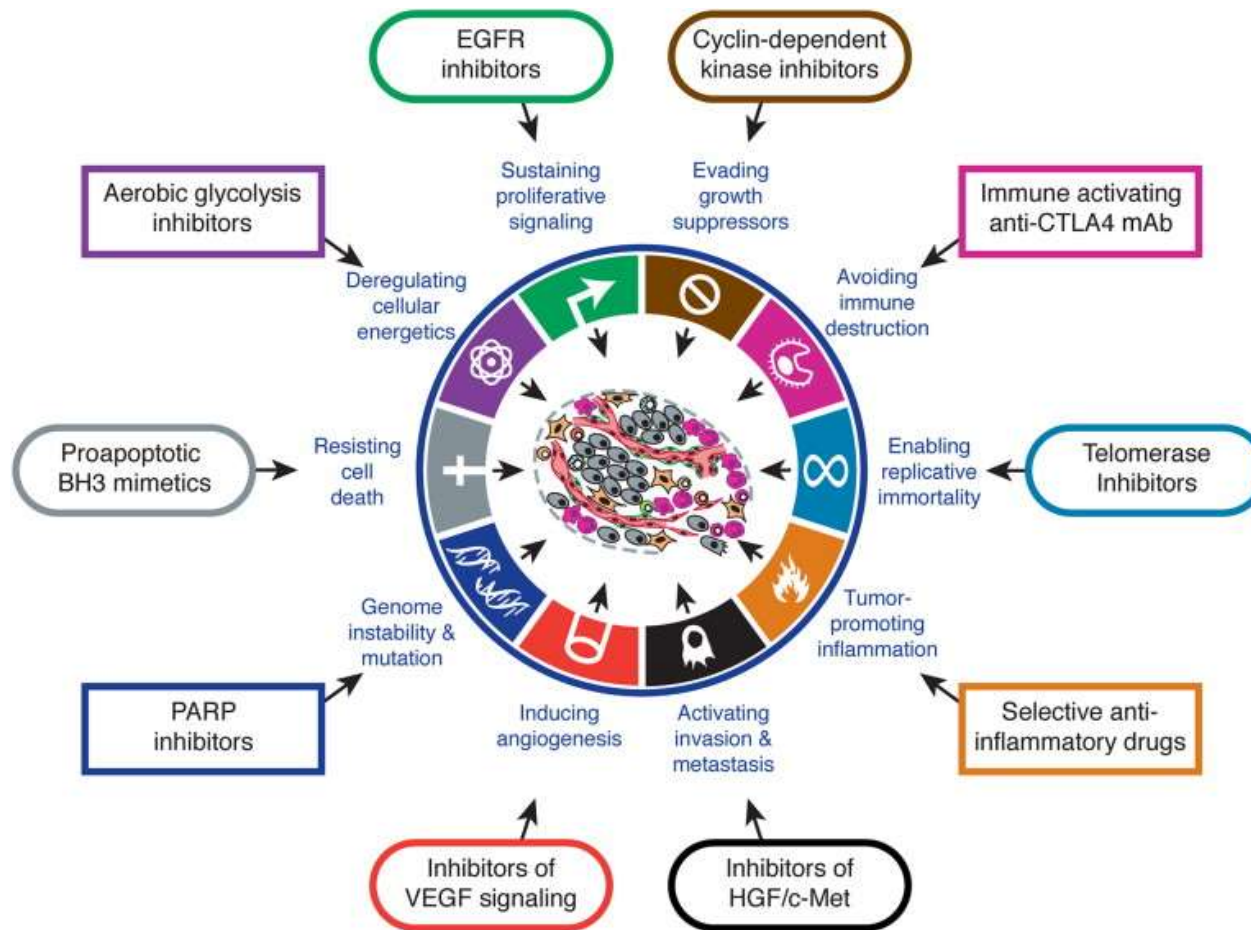 EGFR
inhibitors
Cyclin-dependent
kinase inhibitors
Sustaining
proliferative
signaling
Evading
growth
suppressors
Aerobic glycolysis
inhibitors
Immune activating
anti-CTLA4 mAb
Deregulating
cellular
energetics
Avoiding
immune
destruction
Proapoptotic
BH3 mimetics
Resisting
cell
death
Enabling
replicative
immortality
Telomerase
Inhibitors
Genome
instability &
mutation
Tumor-
promoting
inflammation
PARP
inhibitors
Inducing
angiogenesis
Activating
invasion &
metastasis
Selective anti-
inflammatory drugs
Inhibitors of
VEGF signaling
Inhibitors of
HGF/c-Met